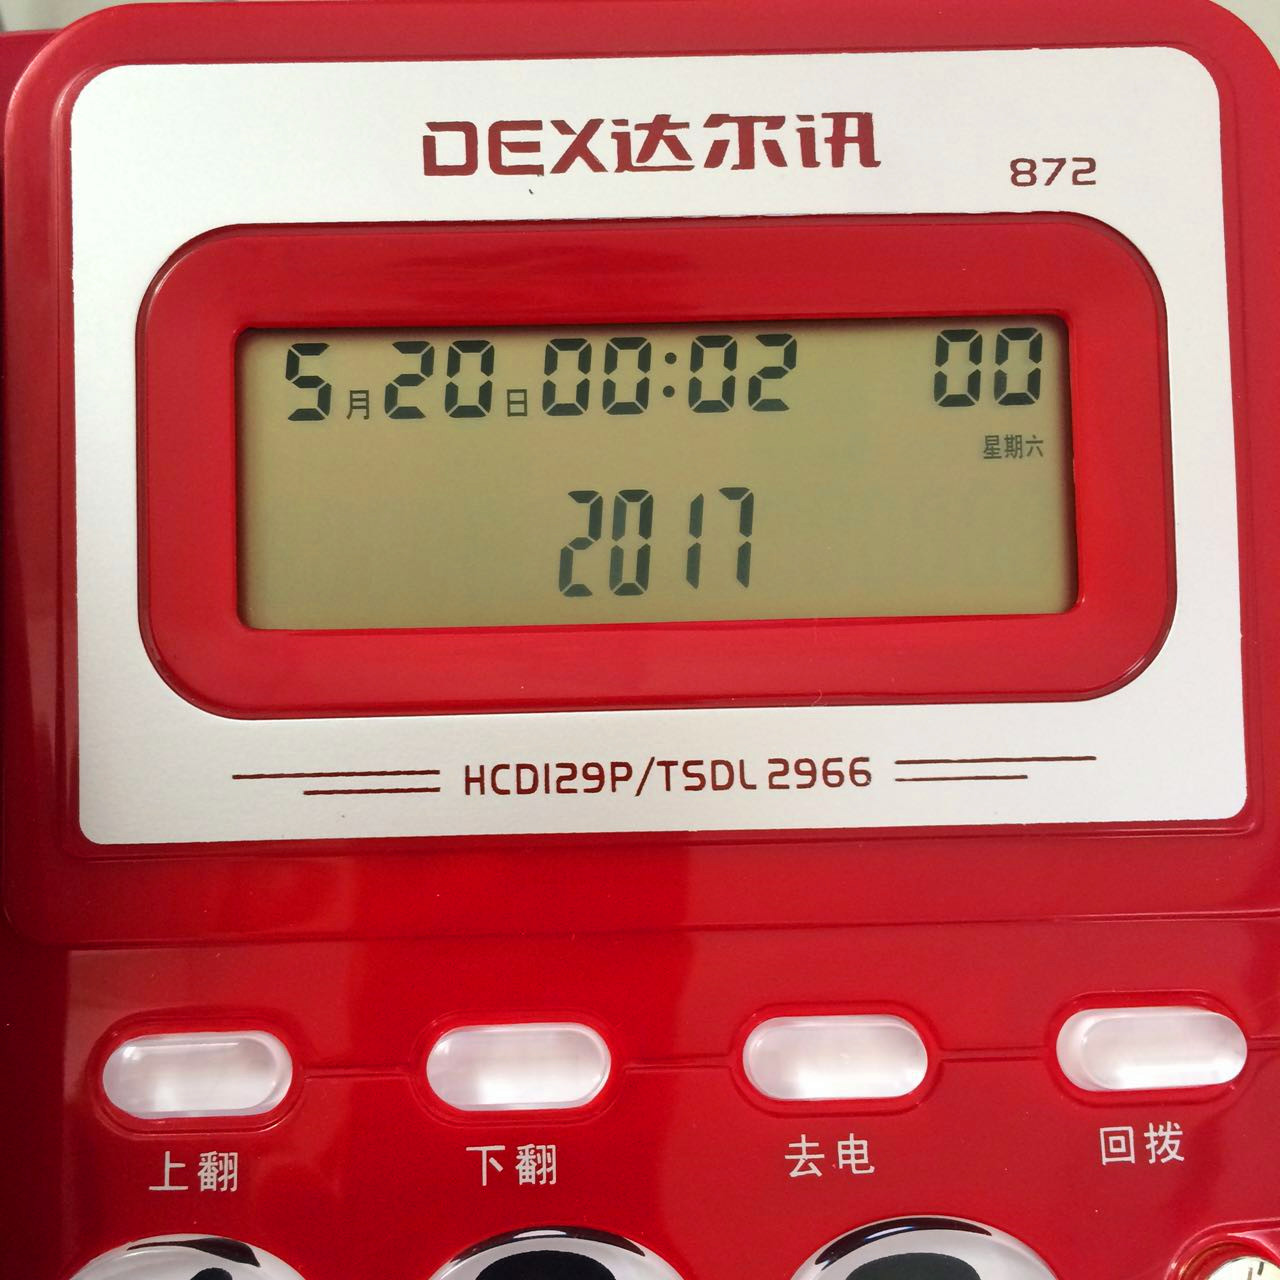 DEX达尔讯
872
5月20日00:02 00
星期六
2017
HCD129P/TSDL2966
上翻 下翻 去电 回拨